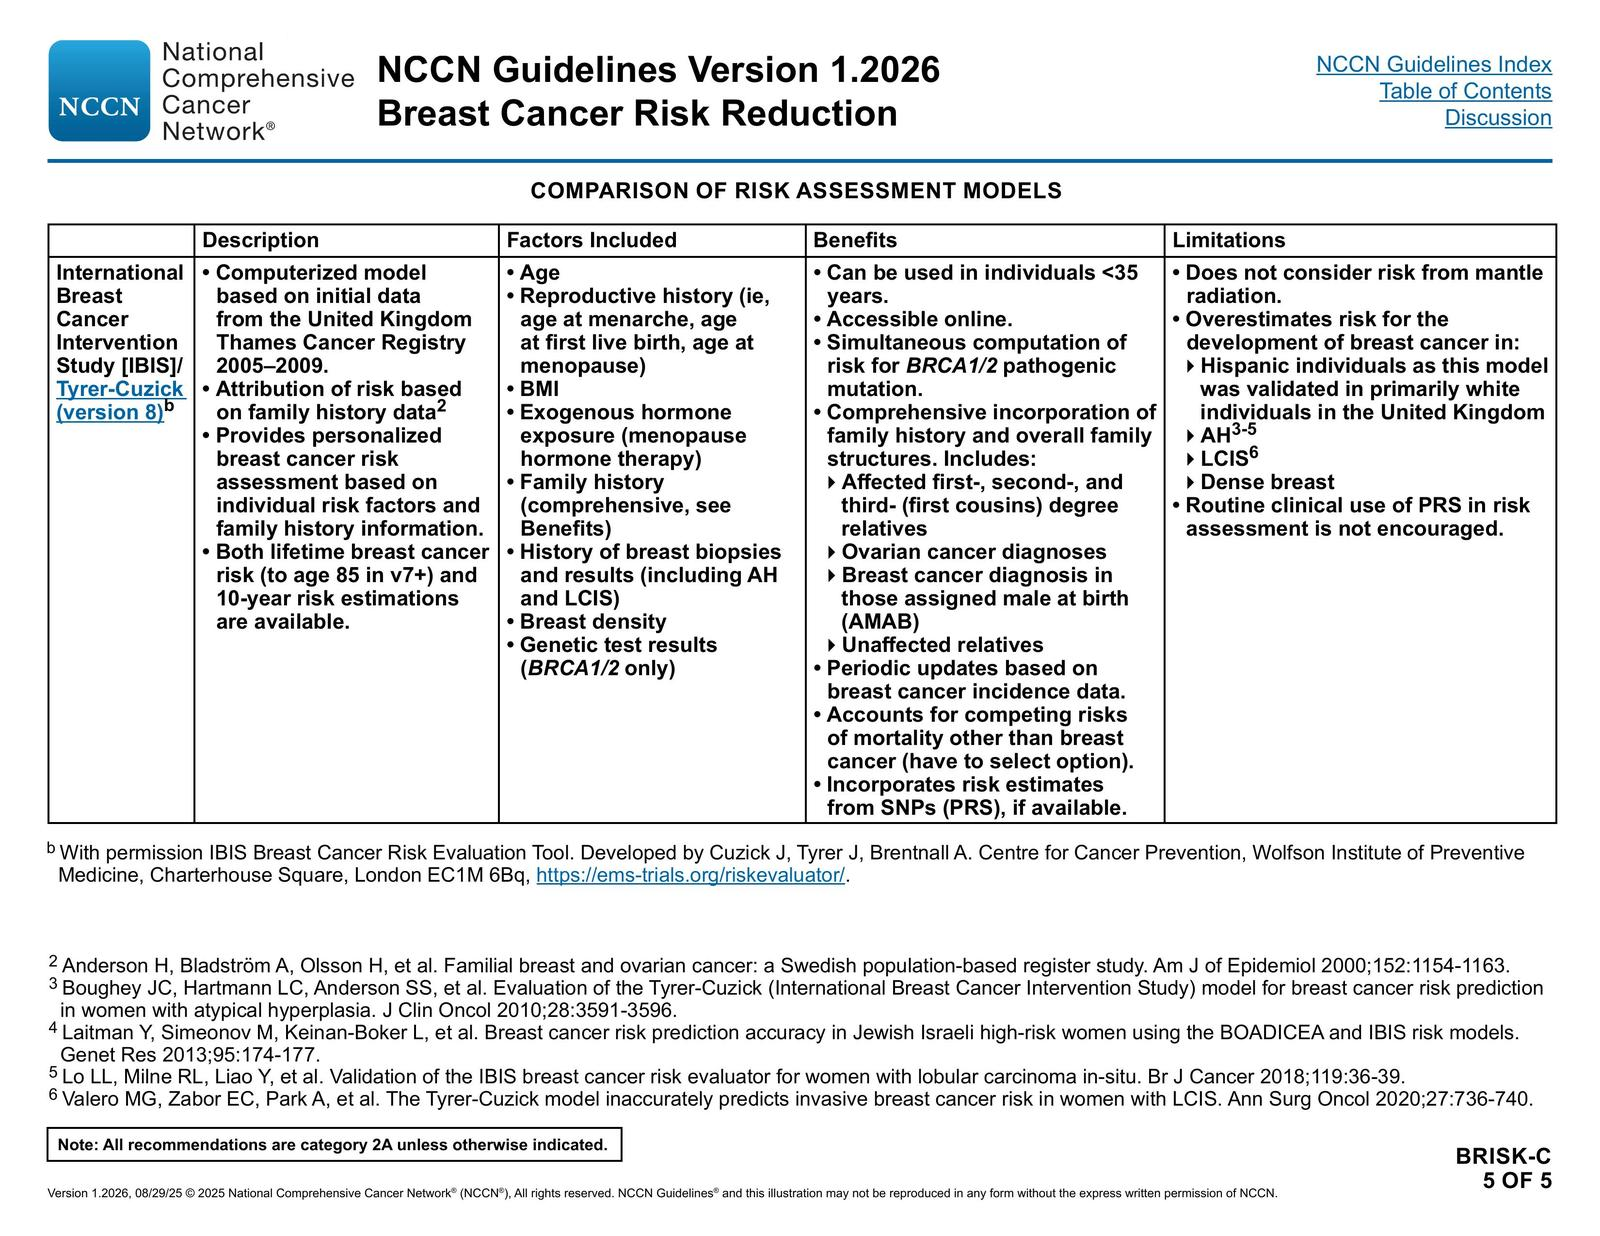 National
Comprehensive
Cancer
Network®
NCCN
NCCN Guidelines Version 1.2026
Breast Cancer Risk Reduction
NCCN Guidelines Index
Table of Contents
Discussion
COMPARISON OF RISK ASSESSMENT MODELS
Description
Factors Included
Benefits
Limitations
International
Breast
Cancer
Intervention
Study [IBIS]/
Tyrer-Cuzick
(version 8)b
• Computerized model
based on initial data
from the United Kingdom
Thames Cancer Registry
2005–2009.
• Attribution of risk based
on family history data2
• Provides personalized
breast cancer risk
assessment based on
individual risk factors and
family history information.
• Both lifetime breast cancer
risk (to age 85 in v7+) and
10-year risk estimations
are available.
• Age
• Reproductive history (ie,
age at menarche, age
at first live birth, age at
menopause)
• BMI
• Exogenous hormone
exposure (menopause
hormone therapy)
• Family history
(comprehensive, see
Benefits)
• History of breast biopsies
and results (including AH
and LCIS)
• Breast density
• Genetic test results
(BRCA1/2 only)
• Can be used in individuals <35
years.
• Accessible online.
• Simultaneous computation of
risk for BRCA1/2 pathogenic
mutation.
• Comprehensive incorporation of
family history and overall family
structures. Includes:
Affected first-, second-, and
third- (first cousins) degree
relatives
Ovarian cancer diagnoses
Breast cancer diagnosis in
those assigned male at birth
(AMAB)
Unaffected relatives
• Periodic updates based on
breast cancer incidence data.
• Accounts for competing risks
of mortality other than breast
cancer (have to select option).
• Incorporates risk estimates
from SNPs (PRS), if available.
• Does not consider risk from mantle
radiation.
• Overestimates risk for the
development of breast cancer in:
Hispanic individuals as this model
was validated in primarily white
individuals in the United Kingdom
AH3-5
LCIS6
Dense breast
• Routine clinical use of PRS in risk
assessment is not encouraged.
b With permission IBIS Breast Cancer Risk Evaluation Tool. Developed by Cuzick J, Tyrer J, Brentnall A. Centre for Cancer Prevention, Wolfson Institute of Preventive
Medicine, Charterhouse Square, London EC1M 6Bq, https://ems-trials.org/riskevaluator/.
2 Anderson H, Bladström A, Olsson H, et al. Familial breast and ovarian cancer: a Swedish population-based register study. Am J of Epidemiol 2000;152:1154-1163.
3 Boughey JC, Hartmann LC, Anderson SS, et al. Evaluation of the Tyrer-Cuzick (International Breast Cancer Intervention Study) model for breast cancer risk prediction
in women with atypical hyperplasia. J Clin Oncol 2010;28:3591-3596.
4 Laitman Y, Simeonov M, Keinan-Boker L, et al. Breast cancer risk prediction accuracy in Jewish Israeli high-risk women using the BOADICEA and IBIS risk models.
Genet Res 2013;95:174-177.
5 Lo LL, Milne RL, Liao Y, et al. Validation of the IBIS breast cancer risk evaluator for women with lobular carcinoma in-situ. Br J Cancer 2018;119:36-39.
6 Valero MG, Zabor EC, Park A, et al. The Tyrer-Cuzick model inaccurately predicts invasive breast cancer risk in women with LCIS. Ann Surg Oncol 2020;27:736-740.
Note: All recommendations are category 2A unless otherwise indicated.
BRISK-C
5 OF 5
Version 1.2026, 08/29/25 © 2025 National Comprehensive Cancer Network® (NCCN®), All rights reserved. NCCN Guidelines® and this illustration may not be reproduced in any form without the express written permission of NCCN.